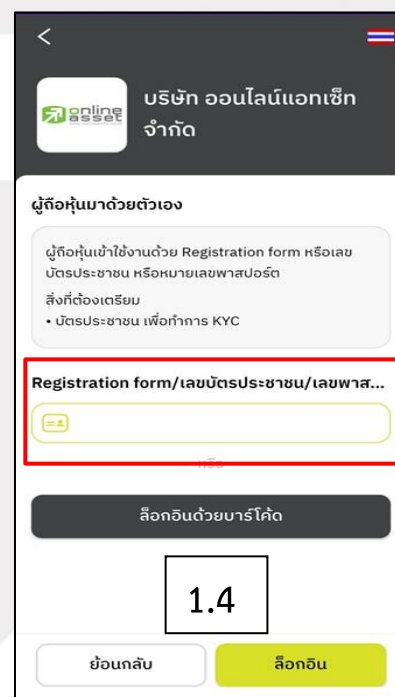 online
asset
บริษัท ออนไลน์แอทเซ็ท
จำกัด
ผู้ถือหุ้นมาด้วยตัวเอง
ผู้ถือหุ้นเข้าใช้งานด้วย Registration form หรือเลข
บัตรประชาชน หรือหมายเลขพาสปอร์ต
สิ่งที่ต้องเตรียม
• บัตรประชาชน เพื่อทำการ KYC
Registration form/เลขบัตรประชาชน/เลขพาส...
หรือ
ล็อกอินด้วยบาร์โค้ด
1.4
ย้อนกลับ
ล็อกอิน